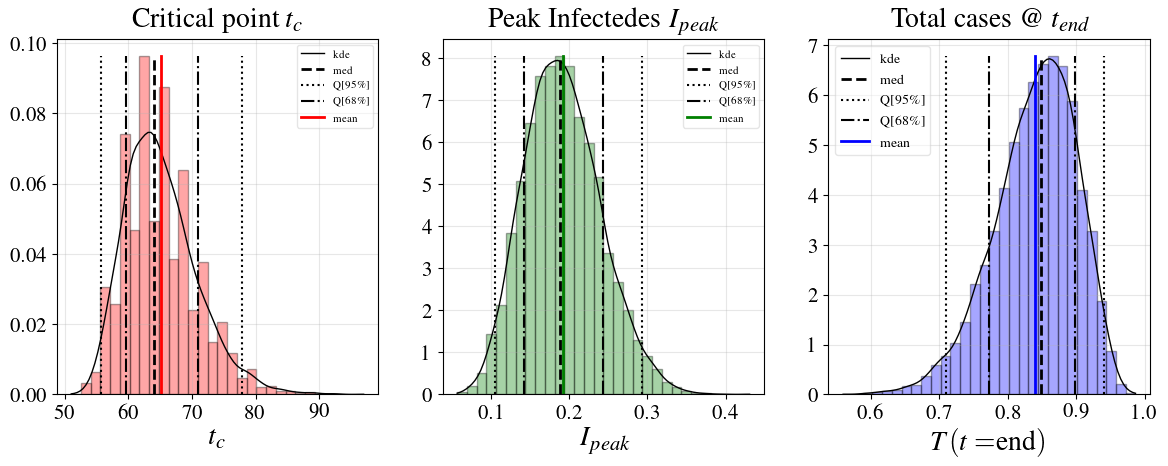 Critical point t_c
0.10
0.08
0.06
0.04
0.02
0.00
50
60
70
80
90
t_c
kde
med
Q[95%]
Q[68%]
mean
Peak Infectedes I_peak
8
7
6
5
4
3
2
1
0
0.1
0.2
0.3
0.4
I_peak
kde
med
Q[95%]
Q[68%]
mean
Total cases @ t_end
7
6
5
4
3
2
1
0
0.6
0.7
0.8
0.9
1.0
T(t =end)
kde
med
Q[95%]
Q[68%]
mean